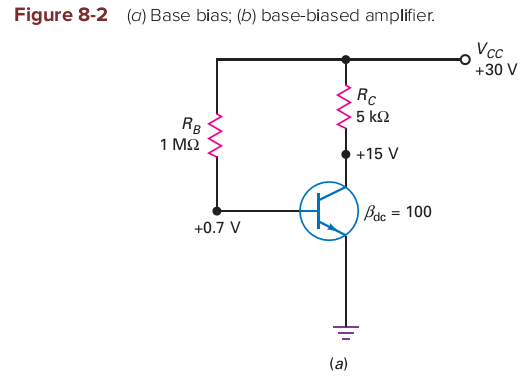 Figure 8-2 (a) Base bias; (b) base-biased amplifier.
VCC
+30 V
RC
5 kΩ
RB
1 MΩ
+15 V
βdc = 100
+0.7 V
(a)